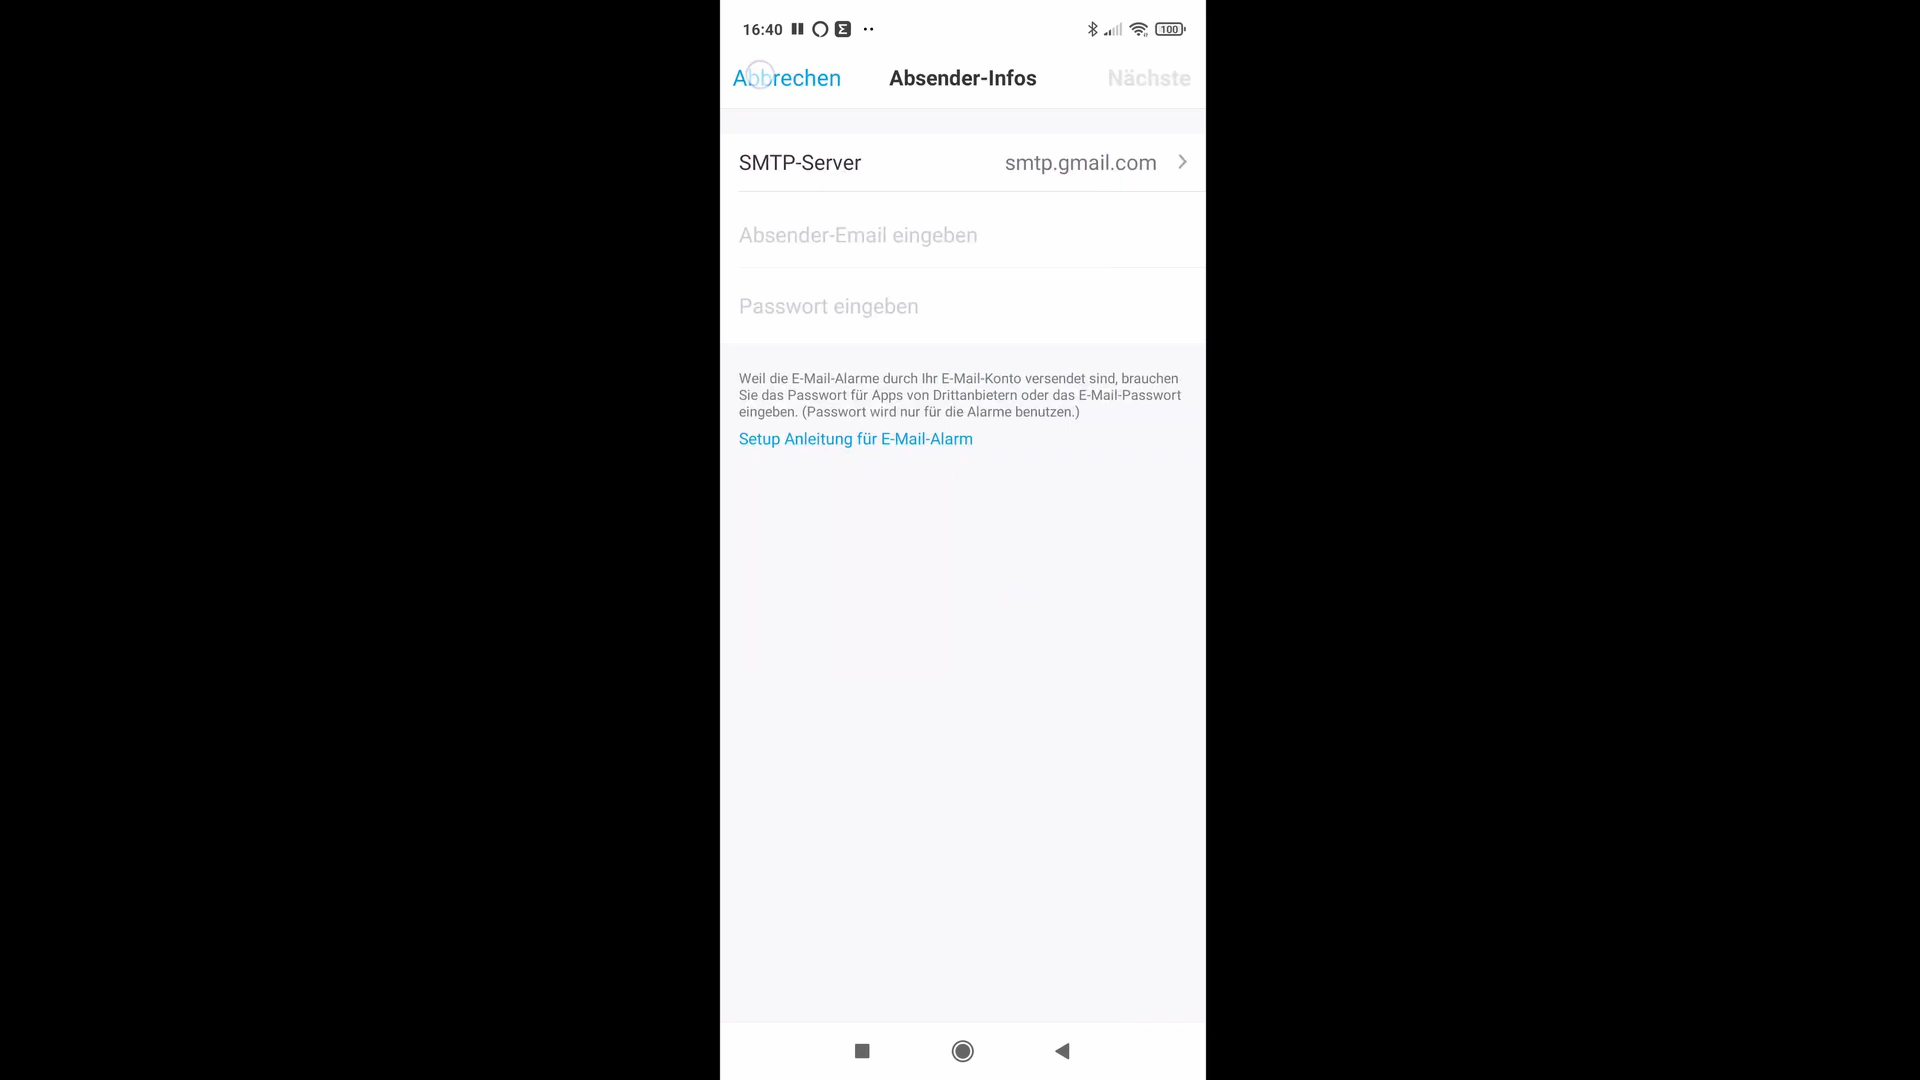 16:40
100
Abbrechen
Absender-Infos
Nächste
SMTP-Server
smtp.gmail.com
Absender-Email eingeben
Passwort eingeben
Weil die E-Mail-Alarme durch Ihr E-Mail-Konto versendet sind, brauchen
Sie das Passwort für Apps von Drittanbietern oder das E-Mail-Passwort
eingeben. (Passwort wird nur für die Alarme benutzen.)
Setup Anleitung für E-Mail-Alarm